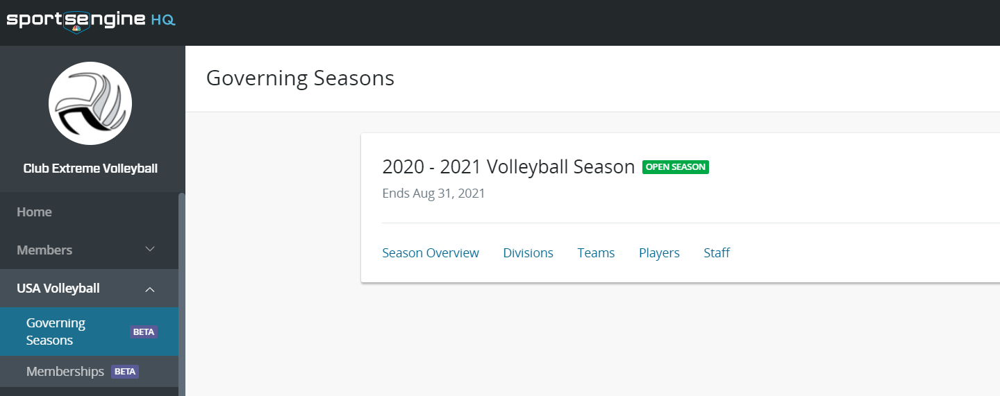 sportsengine HQ
Club Extreme Volleyball
Home
Members
USA Volleyball
Governing
Seasons
BETA
Memberships BETA
Governing Seasons
2020 - 2021 Volleyball Season OPEN SEASON
Ends Aug 31, 2021
Season Overview Divisions Teams Players Staff